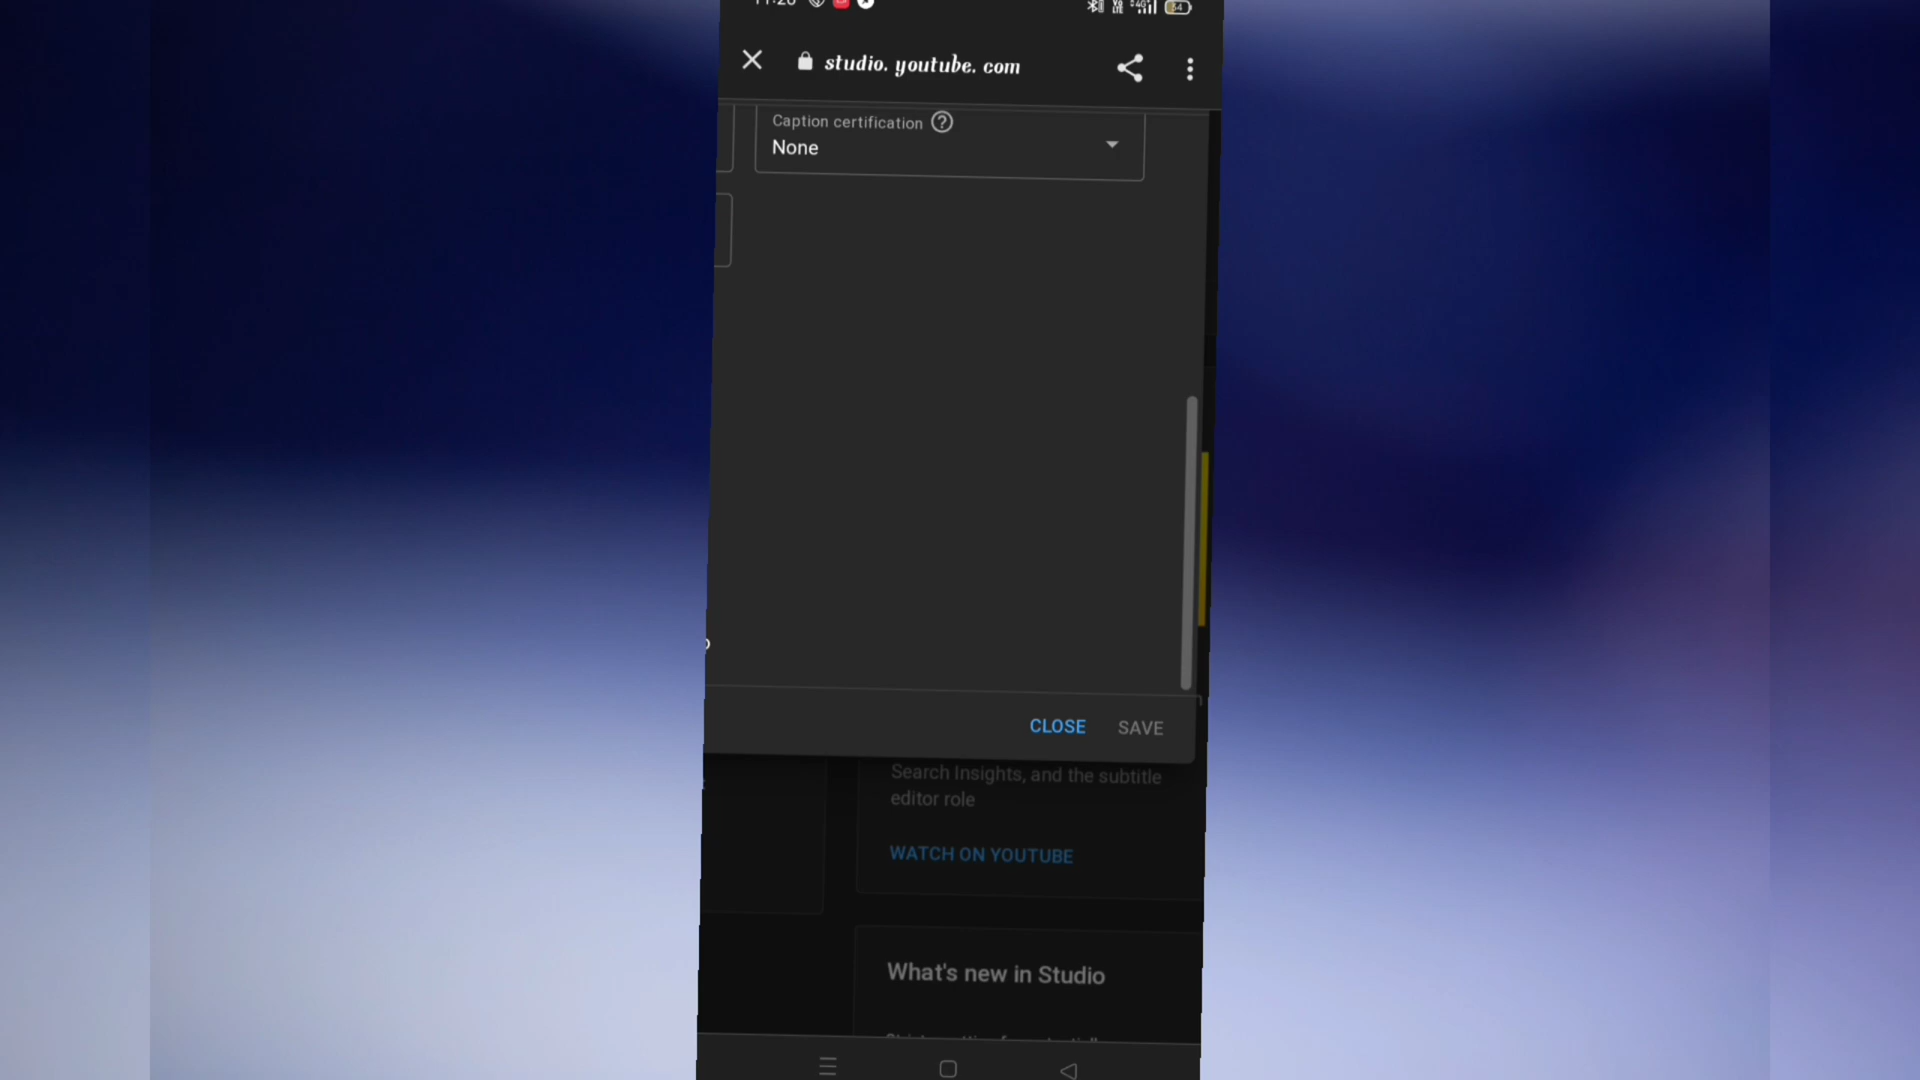 studio. youtube. com
Caption certification
None
CLOSE SAVE
Search Insights, and the subtitle
editor role
WATCH ON YOUTUBE
What's new in Studio